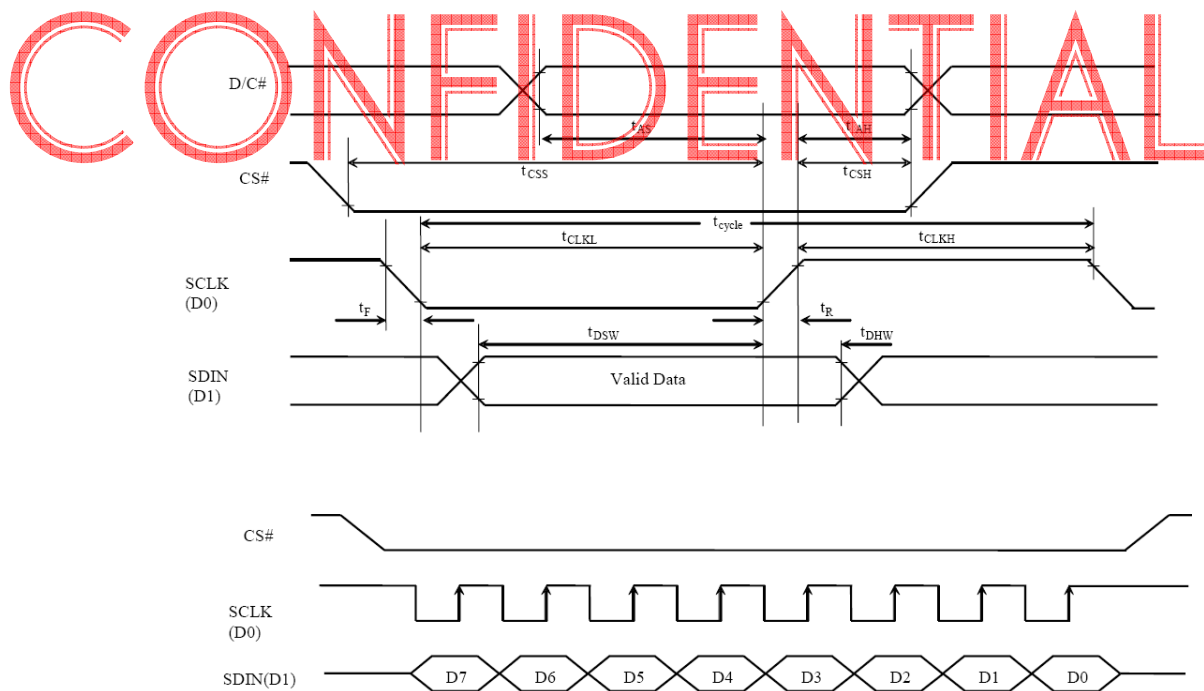 CONFIDENTIAL
D/C#
tAS
tAH
tCSS
tCSH
CS#
tcycle
tCLKL
tCLKH
SCLK
(D0)
tF
tR
tDSW
tDHW
SDIN
(D1)
Valid Data
CS#
SCLK
(D0)
SDIN(D1)
D7 D6 D5 D4 D3 D2 D1 D0